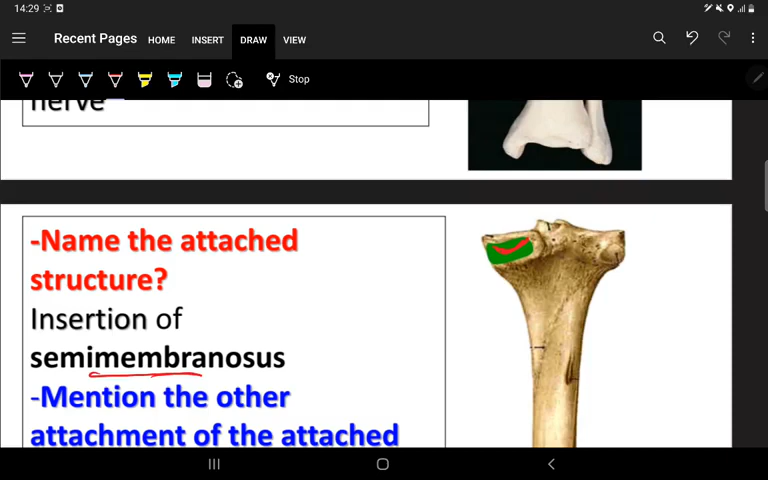 14:29
Recent Pages HOME INSERT DRAW VIEW
Stop
nerve
-Name the attached
structure?
Insertion of
semimembranosus
-Mention the other
attachment of the attached